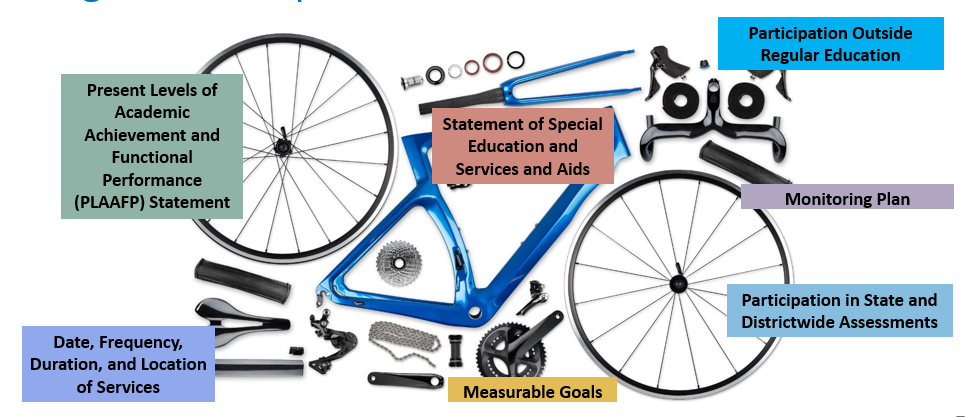 Participation Outside
Regular Education
Present Levels of
Academic
Achievement and
Functional
Performance
(PLAAFP) Statement
Statement of Special
Education and
Services and Aids
Monitoring Plan
Participation in State and
Districtwide Assessments
Date, Frequency,
Duration, and Location
of Services
Measurable Goals